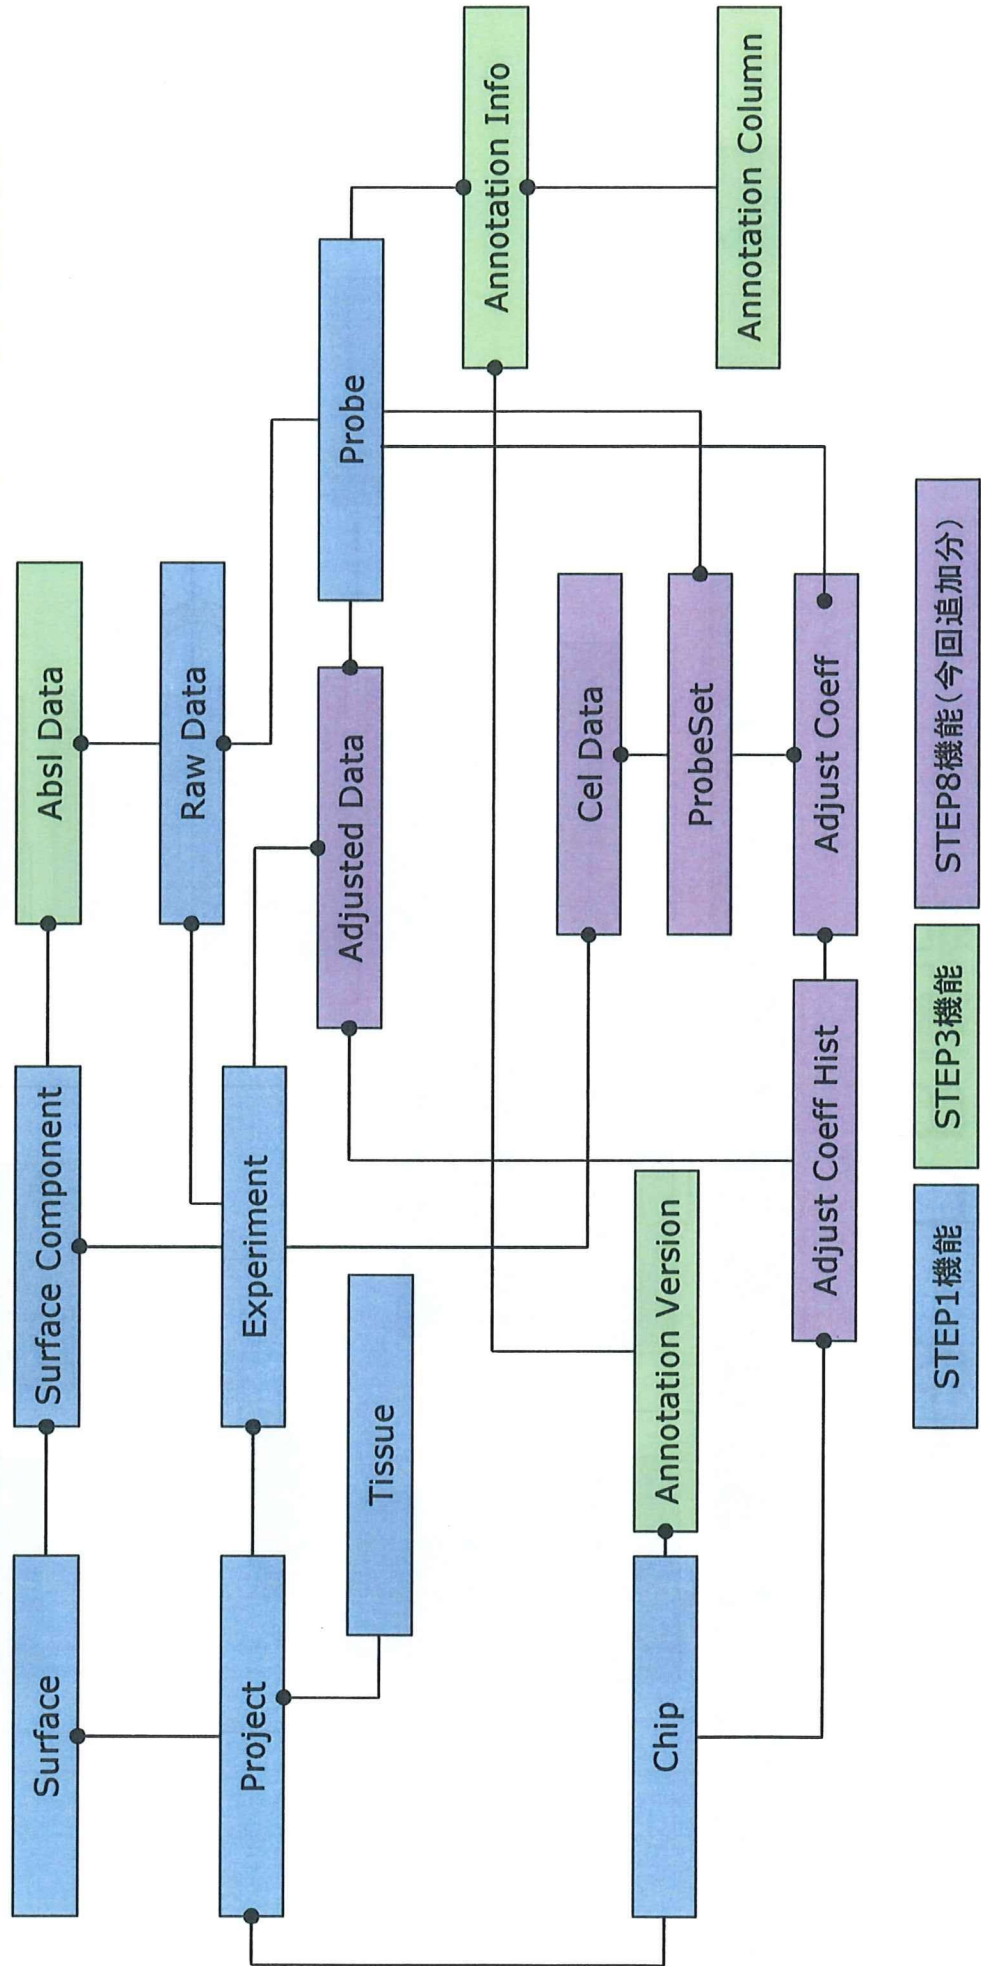 Surface
Surface Component
Absl Data
Raw Data
Project
Experiment
Adjusted Data
Probe
Tissue
Annotation Info
Cel Data
Chip
Annotation Version
ProbeSet
Annotation Column
Adjust Coeff Hist
Adjust Coeff
STEP1機能
STEP3機能
STEP8機能(今回追加分)